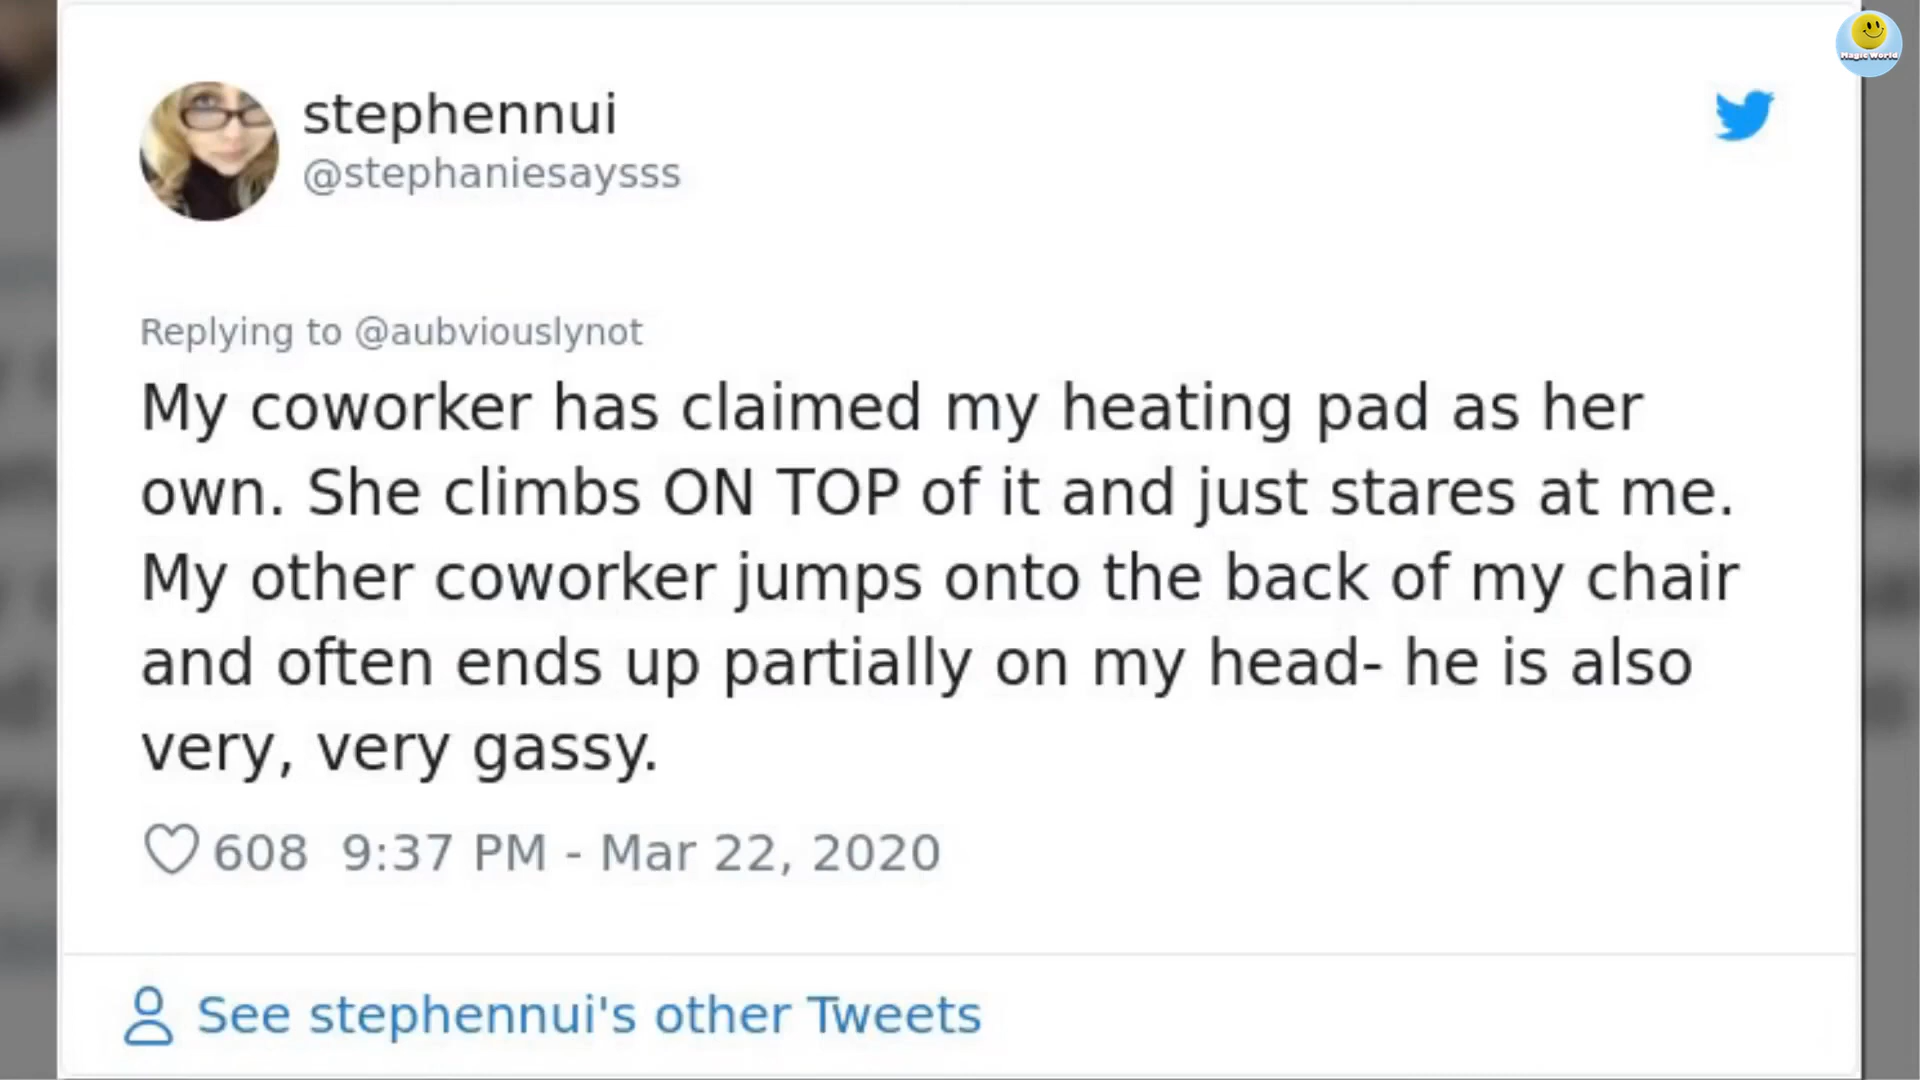 Magic World
stephennui
@stephaniesaysss
Replying to @aubviouslynot
My coworker has claimed my heating pad as her
own. She climbs ON TOP of it and just stares at me.
My other coworker jumps onto the back of my chair
and often ends up partially on my head- he is also
very, very gassy.
608 9:37 PM - Mar 22, 2020
See stephennui's other Tweets